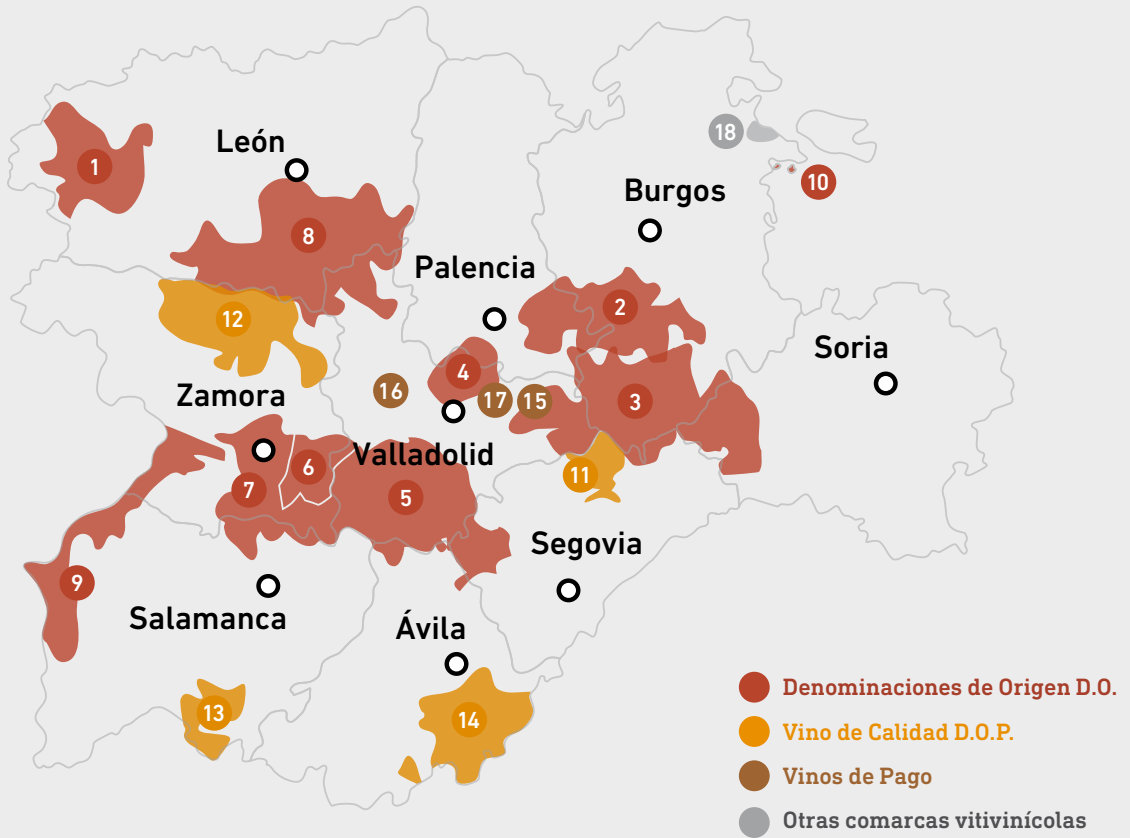 18
León
1
10
Burgos
8
Palencia
2
12
Soria
4
Zamora
16
17
15
3
Valladolid
6
11
7
5
Segovia
9
Salamanca
Ávila
13
14
Denominaciones de Origen D.O.
Vino de Calidad D.O.P.
Vinos de Pago
Otras comarcas vitivinícolas